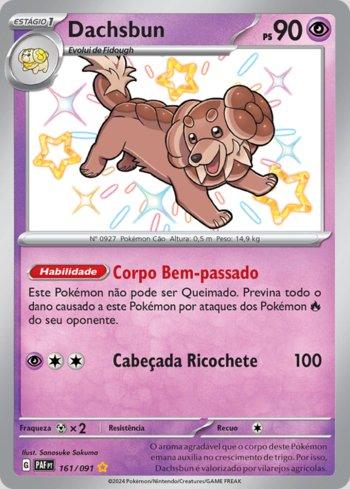 ESTÁGIO 1
Dachsbun
PS 90
Evolui de Fidough
Nº 0927 Pokémon Cão Altura: 0,5 m Peso: 14,9 kg
Habilidade Corpo Bem-passado
Este Pokémon não pode ser Queimado. Previna todo o
dano causado a este Pokémon por ataques dos Pokémon
do seu oponente.
Cabeçada Ricochete 100
Fraqueza ×2 Resistência Recuo
Ilust. Sanosuke Sakuma
G PAF PT 161/091
O aroma agradável que o corpo deste Pokémon
emana auxilia no crescimento de trigo. Por isso,
Dachsbun é valorizado por vilarejos agrícolas.
©2024 Pokémon/Nintendo/Creatures/GAME FREAK